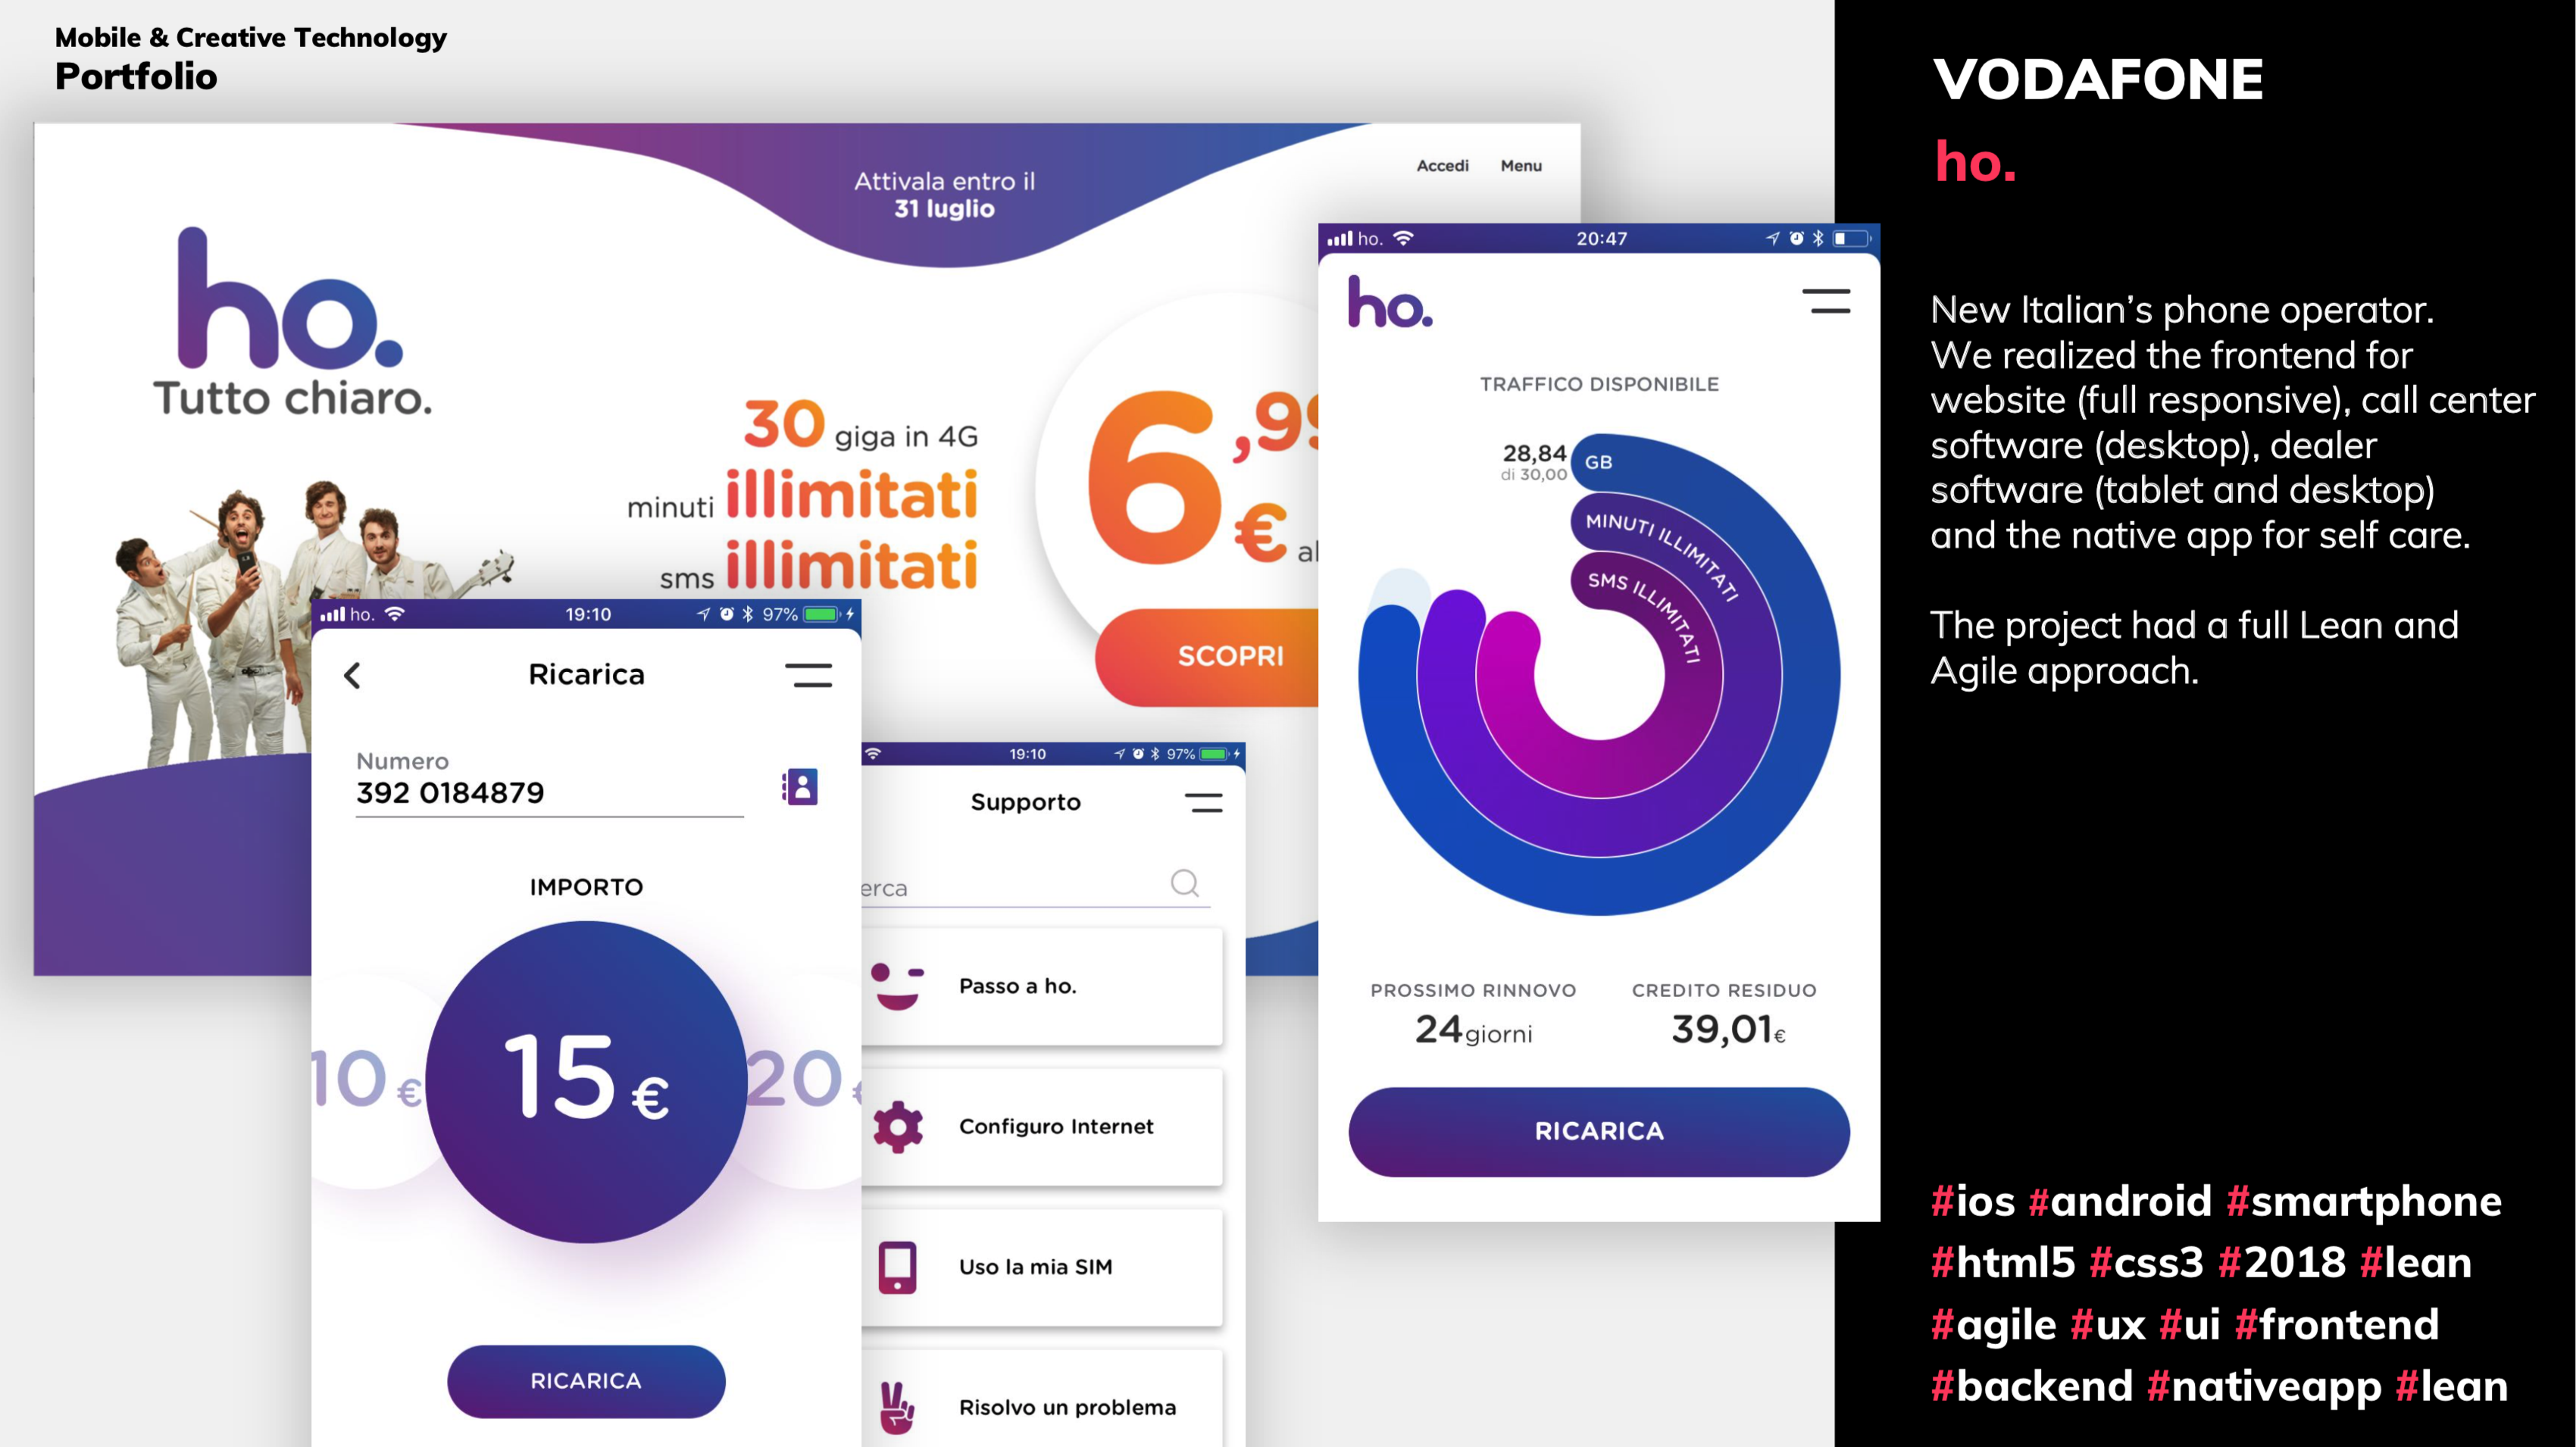 Mobile & Creative Technology
Portfolio
Attivala entro il
31 luglio
Accedi Menu
ho.
Tutto chiaro.
30 giga in 4G
minuti illimitati
sms illimitati
6
€
SCOPRI
ho.
19:10
97%
Ricarica
Numero
392 0184879
IMPORTO
10 €
15 €
20
RICARICA
19:10
97%
Supporto
Passo a ho.
Configuro Internet
Uso la mia SIM
Risolvo un problema
ho.
20:47
ho.
TRAFFICO DISPONIBILE
28,84
di 30,00
GB
MINUTI ILLIMITATI
SMS ILLIMITATI
PROSSIMO RINNOVO
24 giorni
CREDITO RESIDUO
39,01 €
RICARICA
VODAFONE
ho.
New Italian’s phone operator.
We realized the frontend for
website (full responsive), call center
software (desktop), dealer
software (tablet and desktop)
and the native app for self care.
The project had a full Lean and
Agile approach.
#ios #android #smartphone
#html5 #css3 #2018 #lean
#agile #ux #ui #frontend
#backend #nativeapp #lean